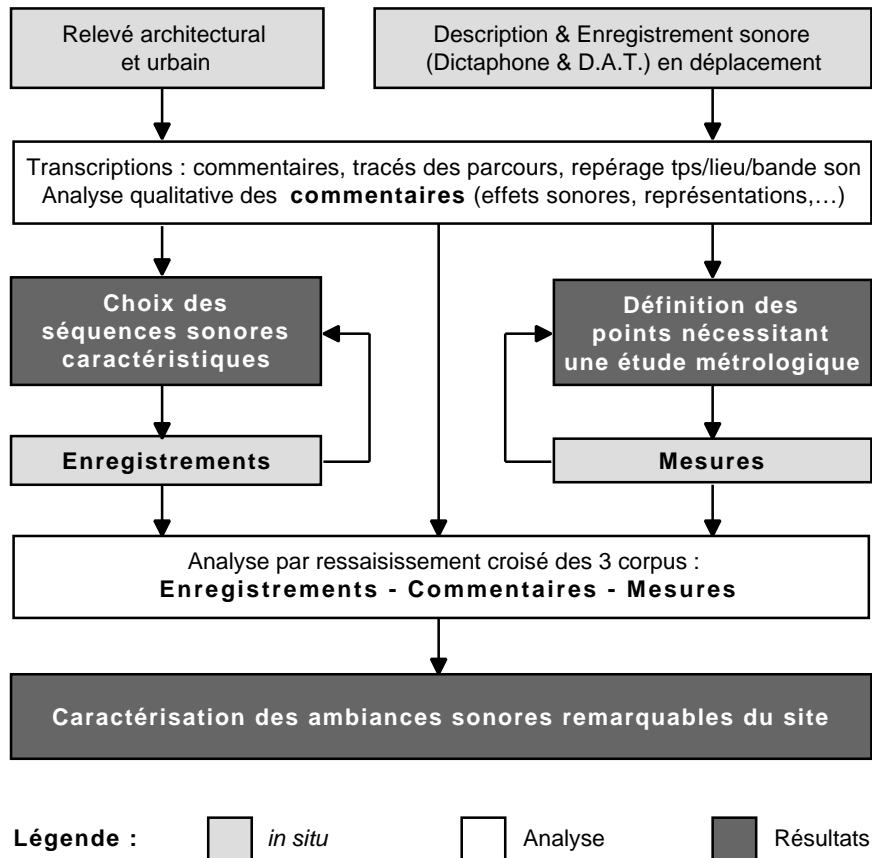 Relevé architectural
et urbain
Description & Enregistrement sonore
(Dictaphone & D.A.T.) en déplacement
Transcriptions : commentaires, tracés des parcours, repérage tps/lieu/bande son
Analyse qualitative des commentaires (effets sonores, représentations,…)
Choix des
séquences sonores
caractéristiques
Définition des
points nécessitant
une étude métrologique
Enregistrements
Mesures
Analyse par ressaisissement croisé des 3 corpus :
Enregistrements - Commentaires - Mesures
Caractérisation des ambiances sonores remarquables du site
Légende : in situ Analyse Résultats